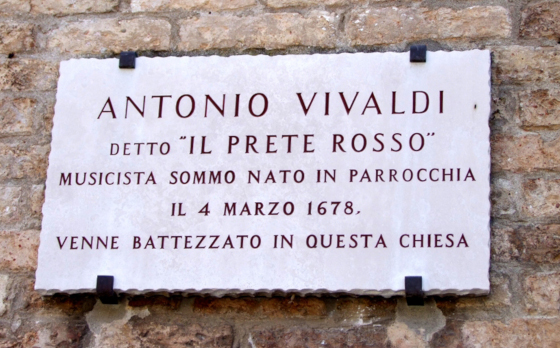 ANTONIO VIVALDI
DETTO "IL PRETE ROSSO"
MUSICISTA SOMMO NATO IN PARROCCHIA
IL 4 MARZO 1678.
VENNE BATTEZZATO IN QUESTA CHIESA